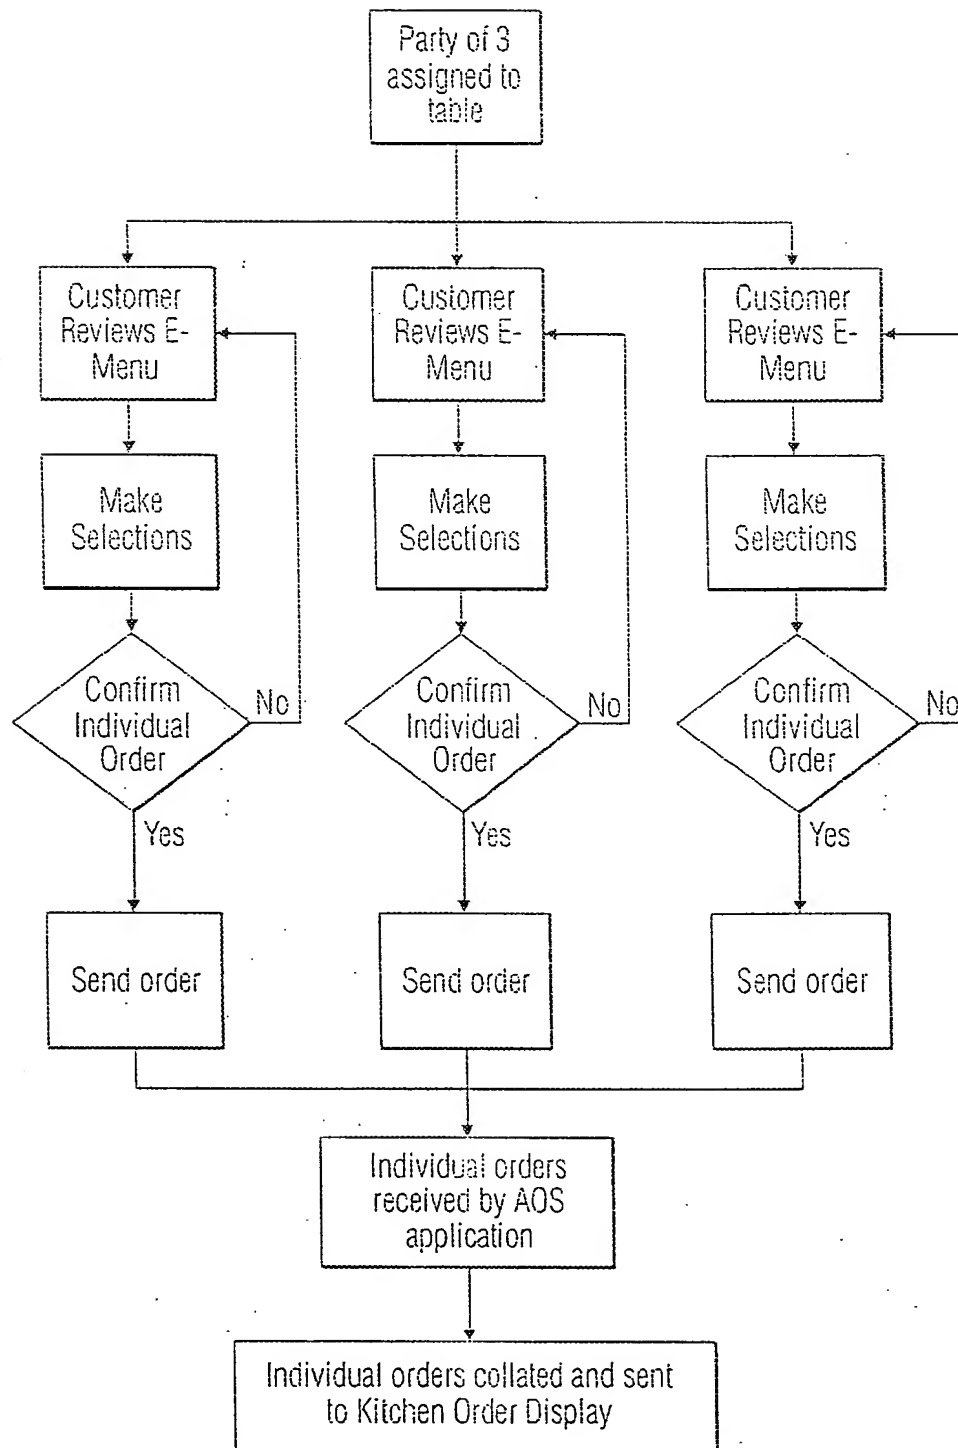 Party of 3
assigned to
table
Customer
Reviews E-
Menu
Customer
Reviews E-
Menu
Customer
Reviews E-
Menu
Make
Selections
Make
Selections
Make
Selections
Confirm
Individual
Order
No
Confirm
Individual
Order
No
Confirm
Individual
Order
No
Yes
Yes
Yes
Send order
Send order
Send order
Individual orders
received by AOS
application
Individual orders collated and sent
to Kitchen Order Display